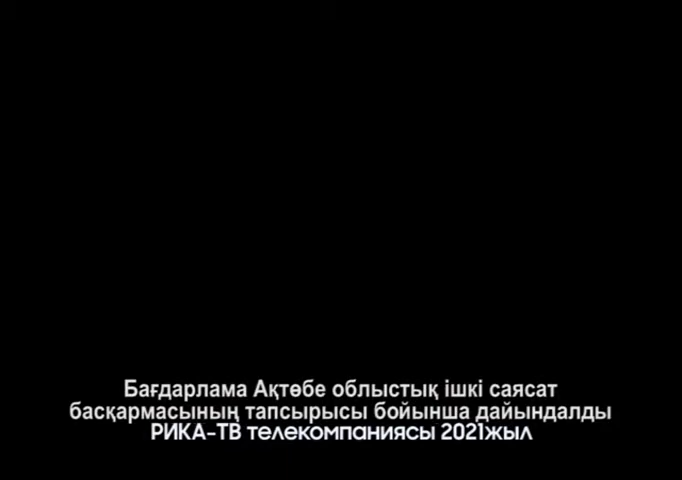 Бағдарлама Ақтөбе облыстық ішкі саясат
басқармасының тапсырысы бойынша дайындалды
РИКА-ТВ телекомпаниясы 2021жыл